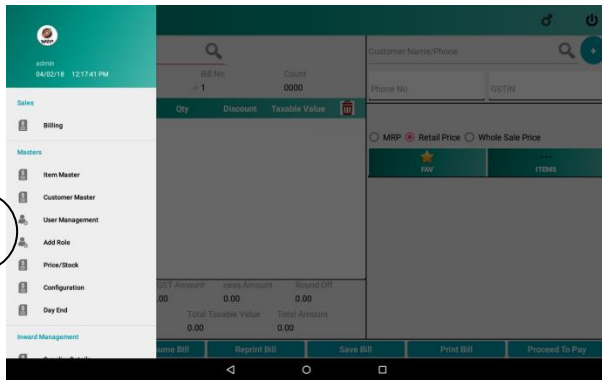 admin
04/02/18 12:17:41 PM
Sales
Billing
Masters
Item Master
Customer Master
User Management
Add Role
Price/Stock
Configuration
Day End
Inward Management
Bill No
Count
1
0000
Qty Discount Taxable Value
GST Amount
Round Off
.00 0.00 0.00
Total Taxable Value Total Amount
0.00 0.00
Customer Name/Phone
Phone No
GSTIN
MRP Retail Price Whole Sale Price
FAV
ITEMS
Reprint Bill Save Bill Print Bill Proceed To Pay